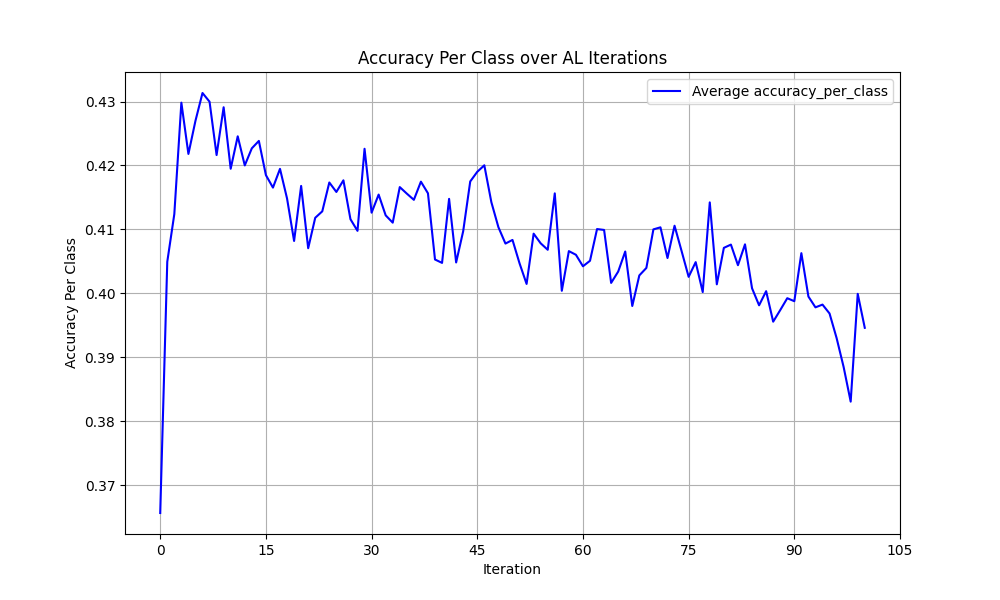 Accuracy Per Class over AL Iterations
Average accuracy_per_class
0.43
0.42
0.41
0.40
0.39
0.38
0.37
Accuracy Per Class
0 15 30 45 60 75 90 105
Iteration